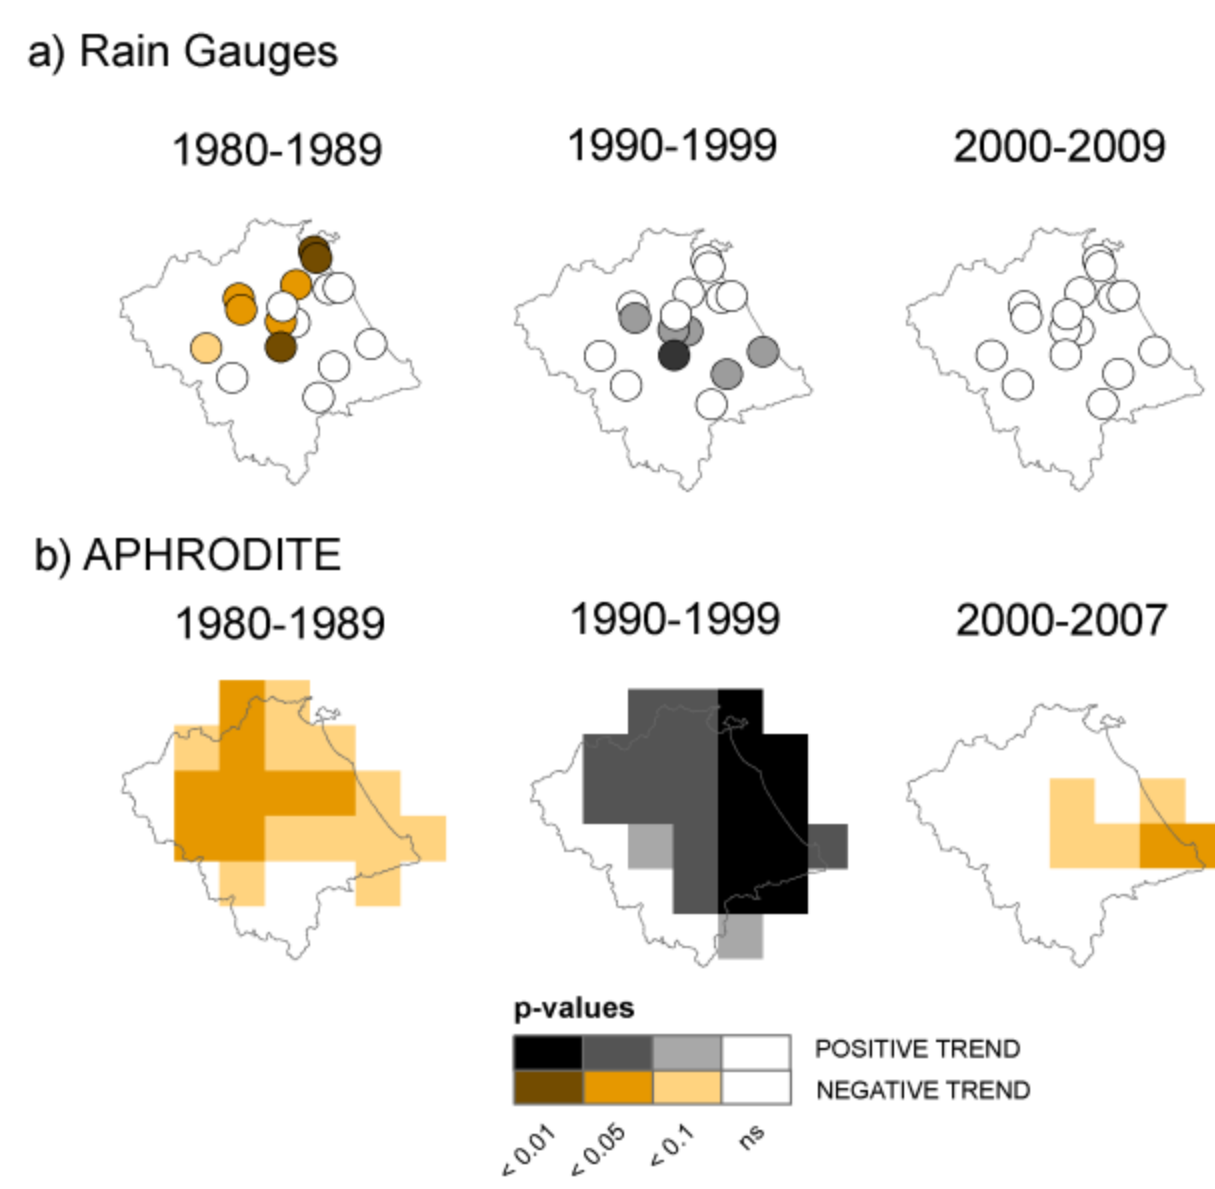 a) Rain Gauges
1980-1989 1990-1999 2000-2009
b) APHRODITE
1980-1989 1990-1999 2000-2007
p-values
POSITIVE TREND
NEGATIVE TREND
< 0.01 < 0.05 < 0.1 ns